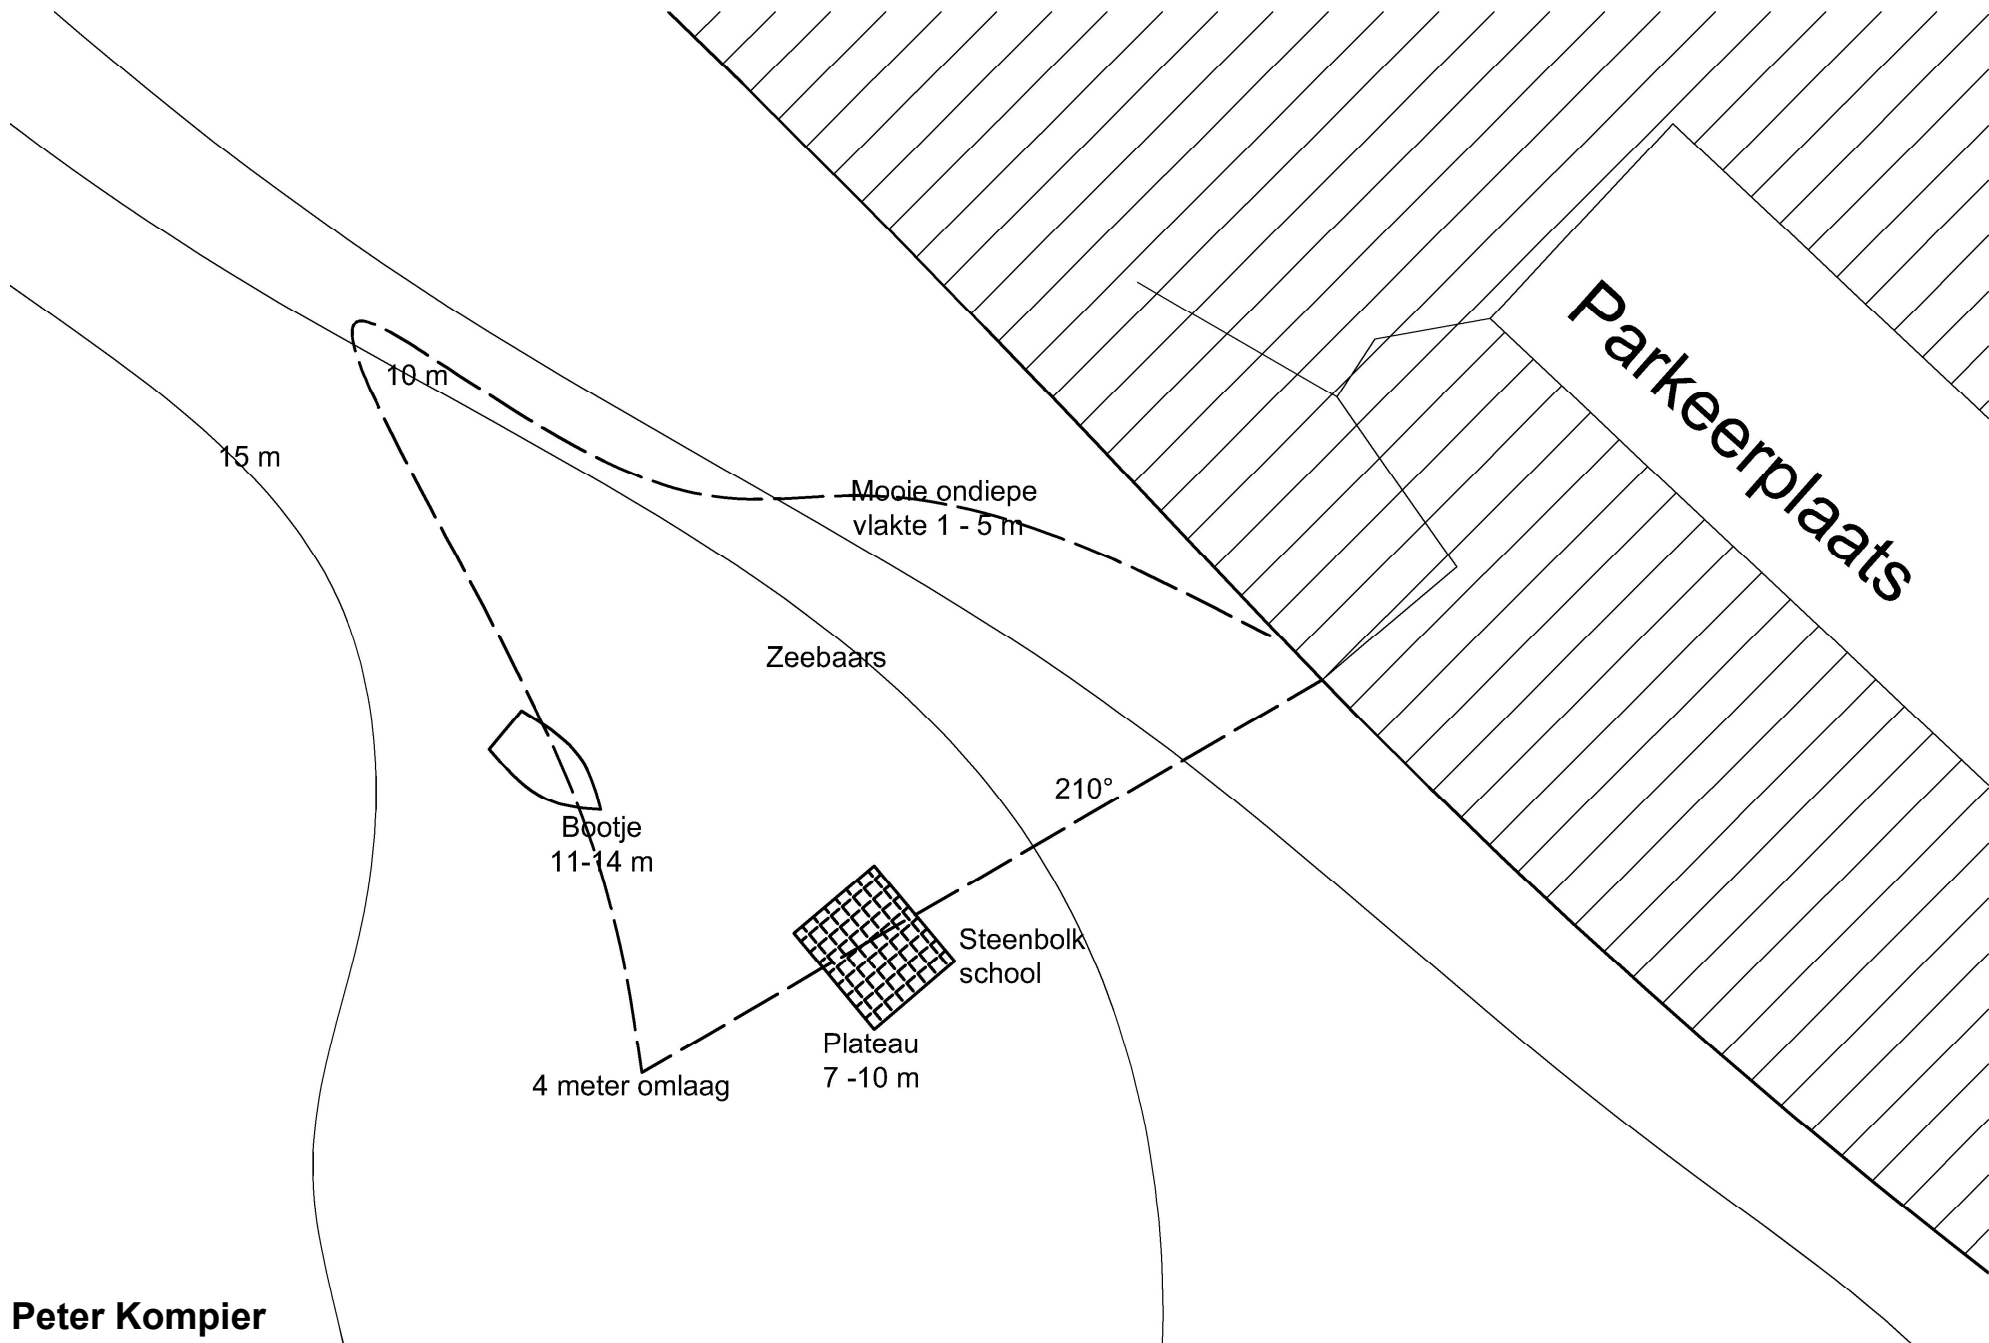 Parkeerplaats
10 m
15 m
Mooie ondiepe
vlakte 1 - 5 m
Zeebaars
210°
Bootje
11-14 m
Steenbolk
school
Plateau
7 -10 m
4 meter omlaag
Peter Kompier